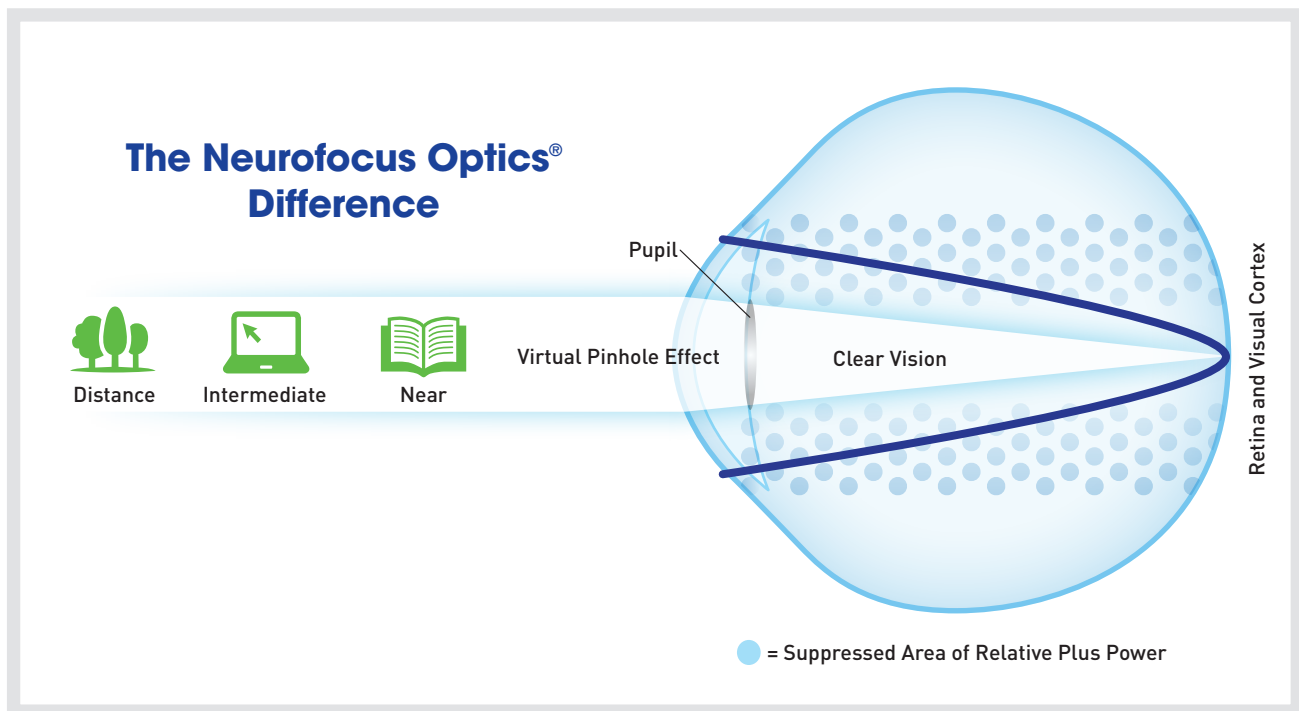 The Neurofocus Optics®
Difference
Pupil
Distance
Intermediate
Near
Virtual Pinhole Effect
Clear Vision
Retina and Visual Cortex
= Suppressed Area of Relative Plus Power